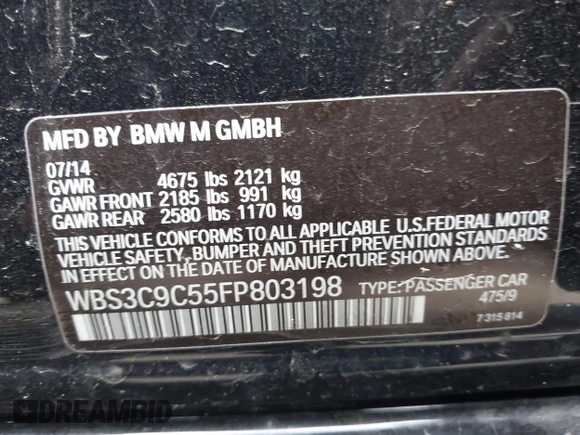 MFD BY BMW M GMBH
07/14
GVWR 4675 lbs 2121 kg
GAWR FRONT 2185 lbs 991 kg
GAWR REAR 2580 lbs 1170 kg
THIS VEHICLE CONFORMS TO ALL APPLICABLE U.S.FEDERAL MOTOR
VEHICLE SAFETY, BUMPER AND THEFT PREVENTION STANDARDS
IN EFFECT ON THE DATE OF MANUFACTURE SHOWN ABOVE.
WBS3C9C55FP803198 TYPE: PASSENGER CAR
475/9
7 315 814
DREAMBID